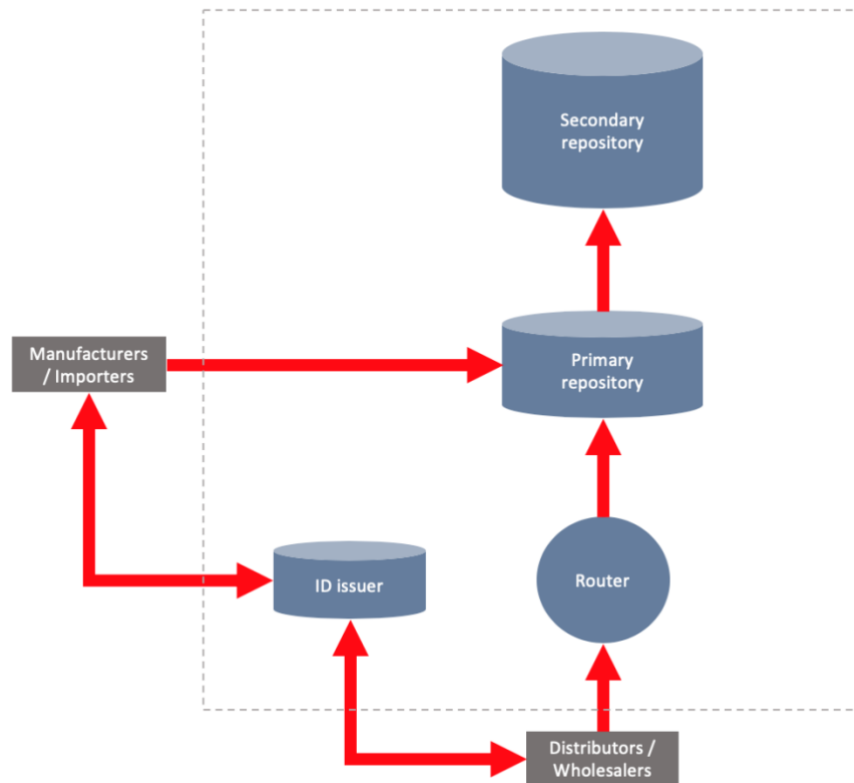 Secondary
repository
Manufacturers
/ Importers
Primary
repository
ID issuer
Router
Distributors /
Wholesalers